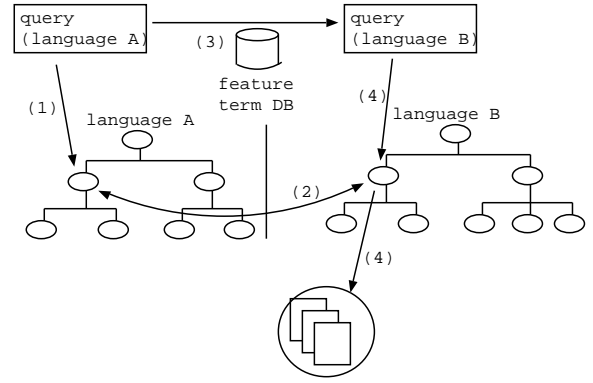 query
(language A)
(3)
query
(language B)
feature
term DB
(1)
(4)
language A
language B
(2)
(4)